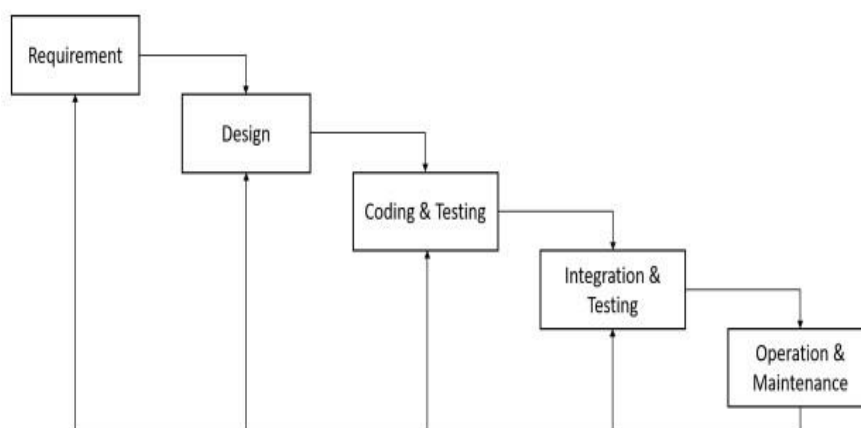 Requirement
Design
Coding & Testing
Integration &
Testing
Operation &
Maintenance